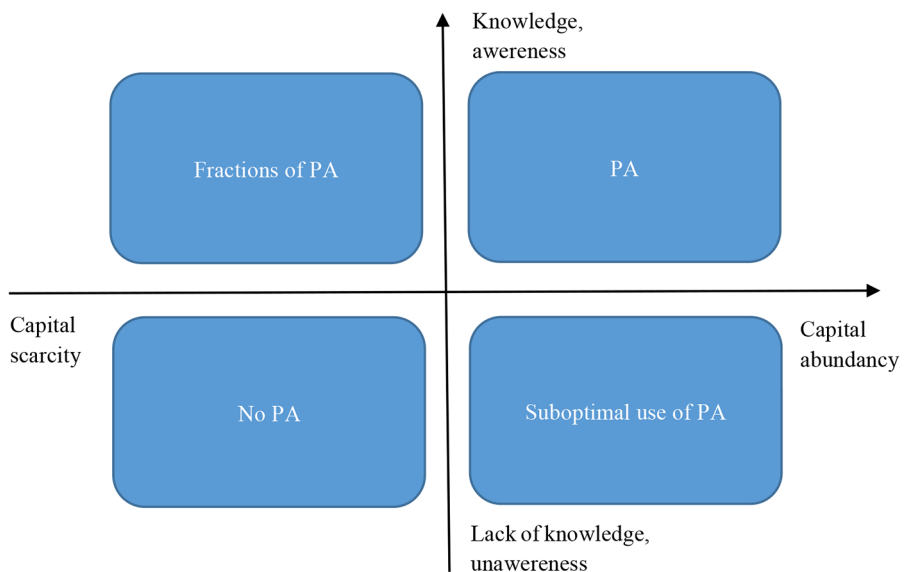 Knowledge,
awereness
Fractions of PA
PA
Capital
scarcity
Capital
abundancy
No PA
Suboptimal use of PA
Lack of knowledge,
unawereness